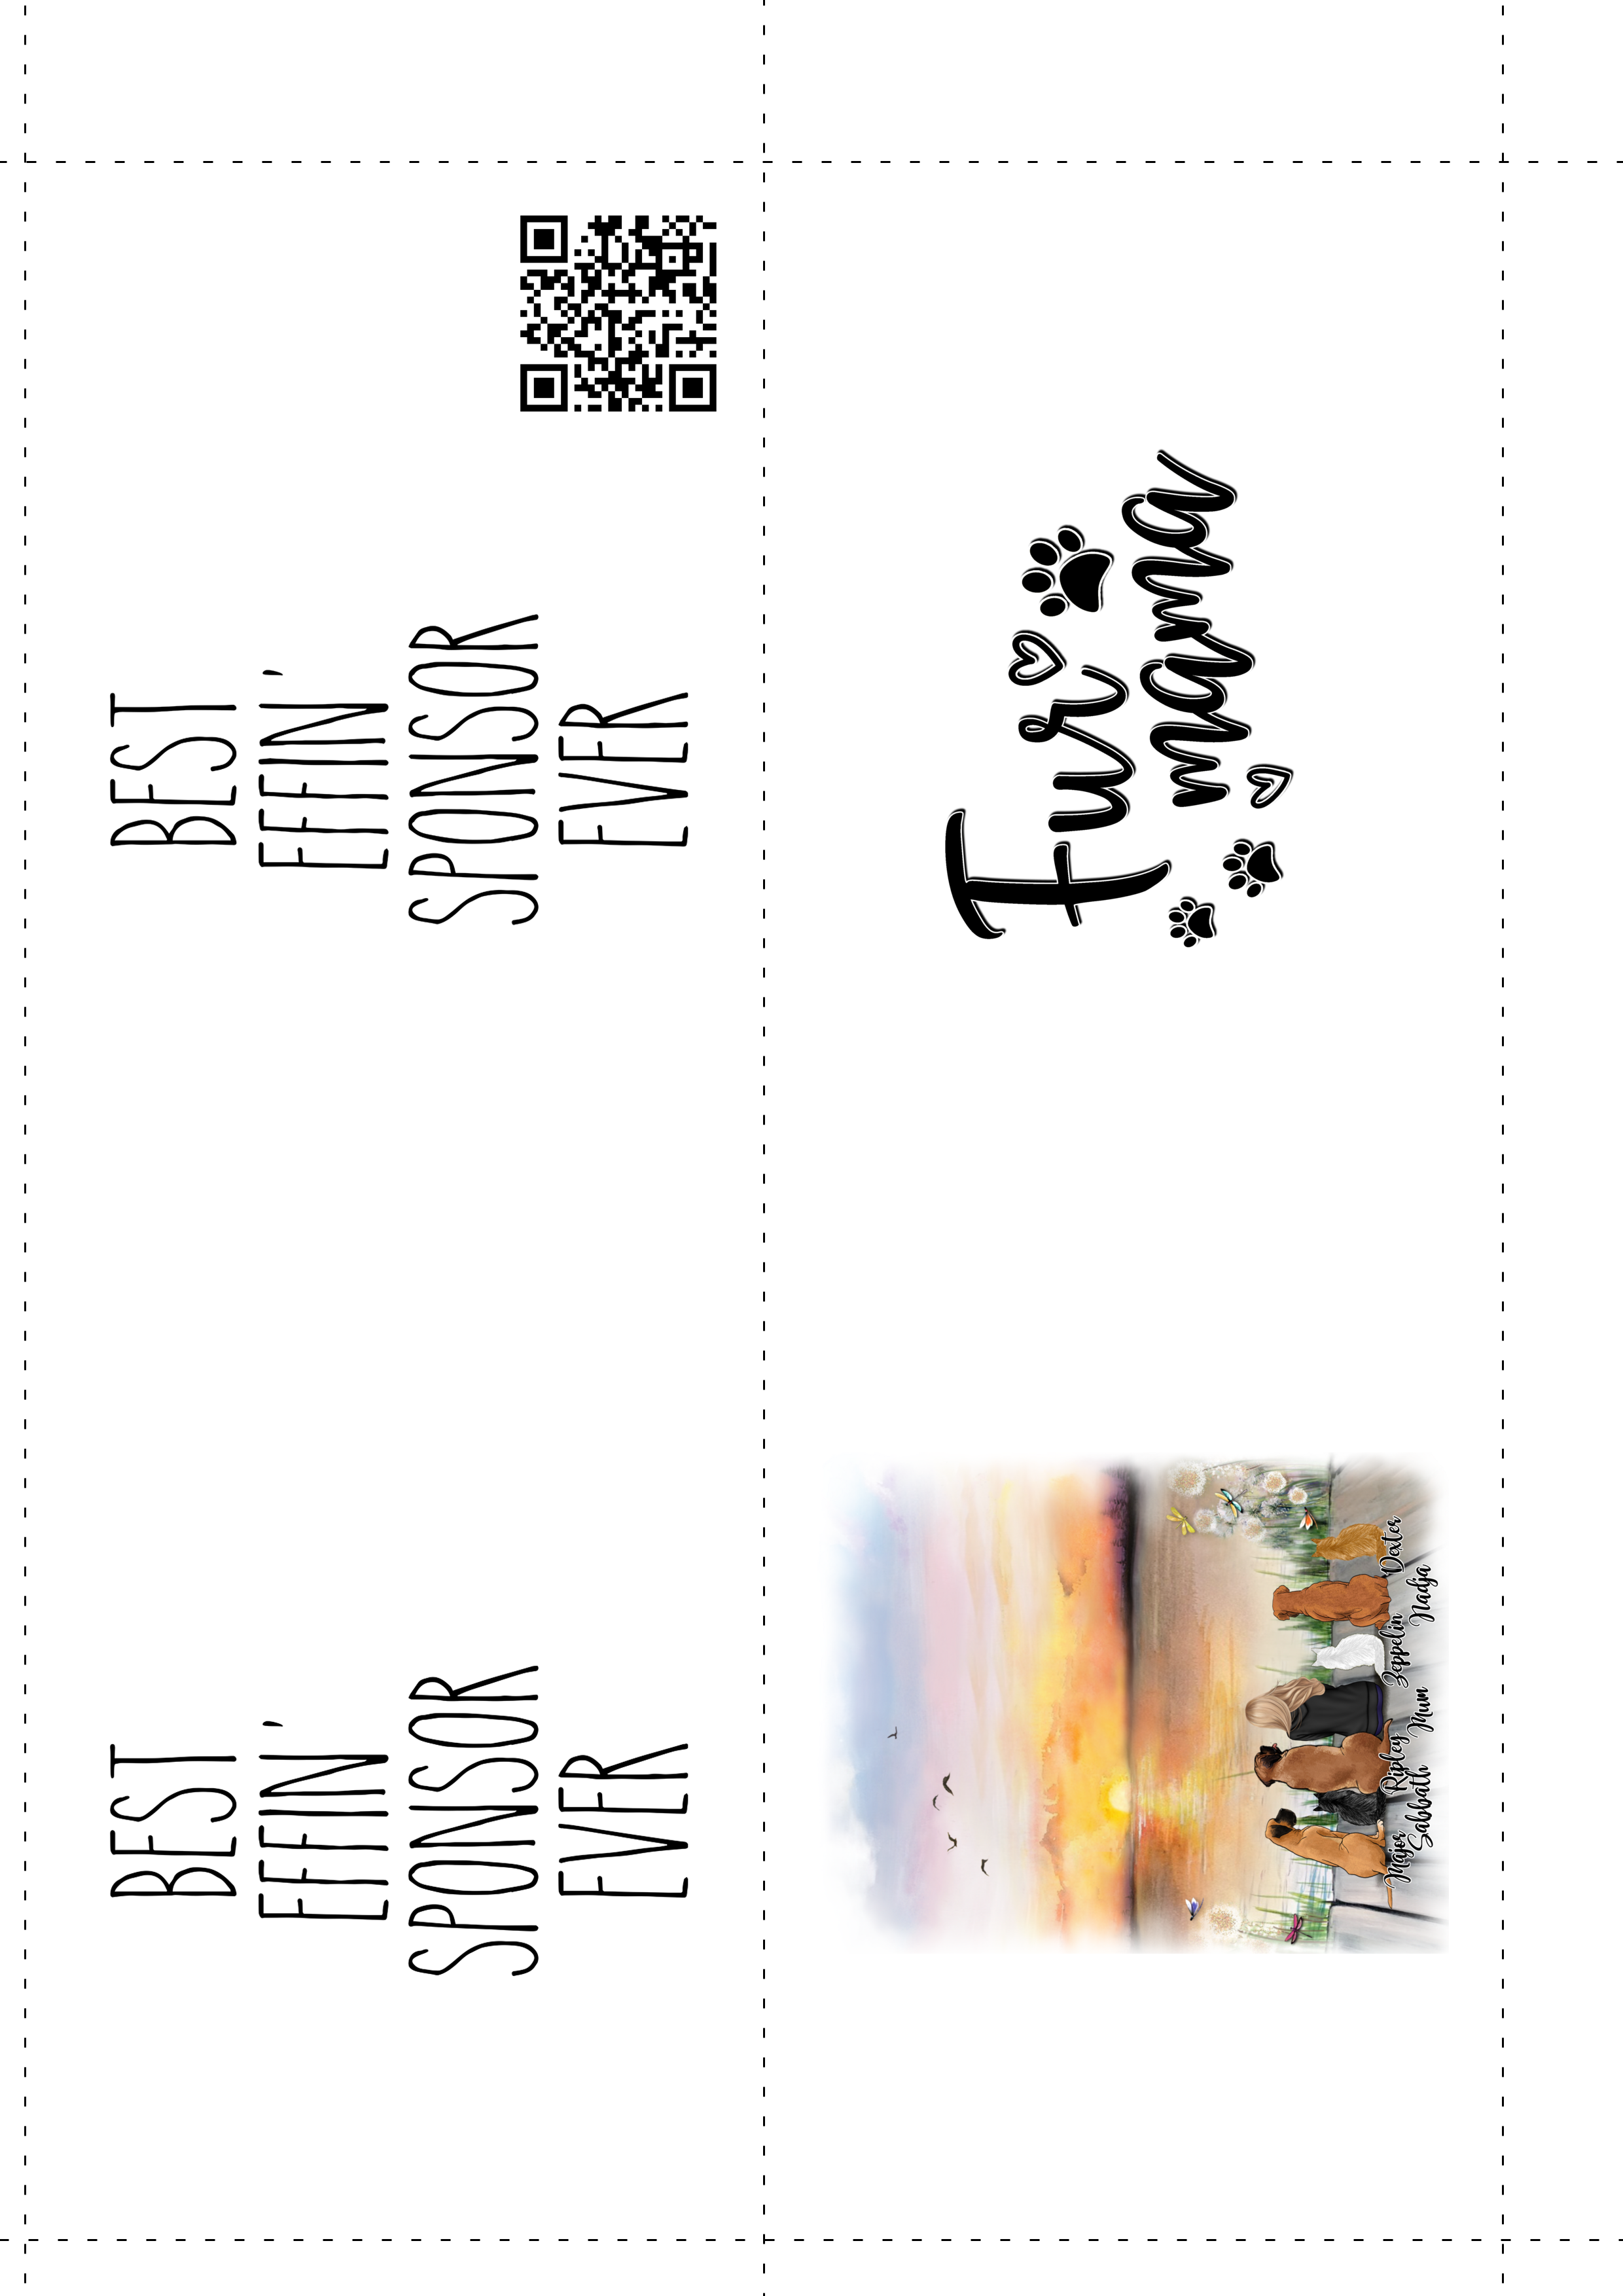 BEST
EFFIN'
SPONSOR
EVER
BEST
EFFIN'
SPONSOR
EVER
Fur
mama
Major Ripley Zeppelin Dexter
Sabbath Mum Nadja